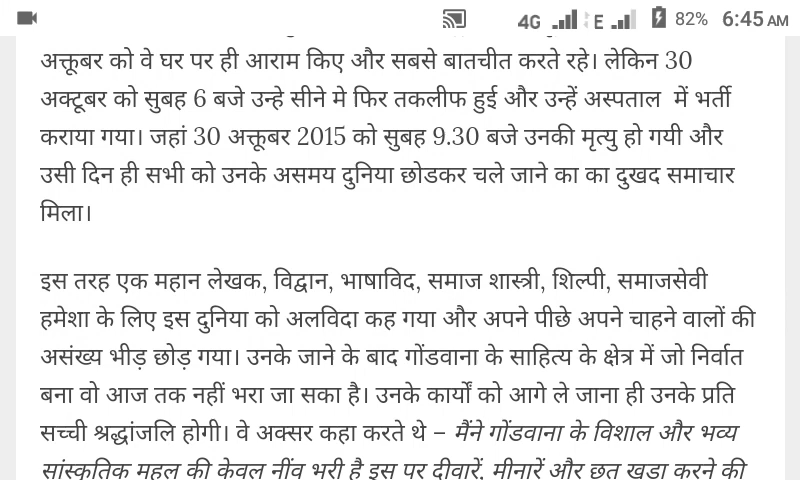 4G E 82% 6:45 AM
अक्तूबर को वे घर पर ही आराम किए और सबसे बातचीत करते रहे। लेकिन 30
अक्टूबर को सुबह 6 बजे उन्हे सीने मे फिर तकलीफ हुई और उन्हें अस्पताल में भर्ती
कराया गया। जहां 30 अक्तूबर 2015 को सुबह 9.30 बजे उनकी मृत्यु हो गयी और
उसी दिन ही सभी को उनके असमय दुनिया छोडकर चले जाने का का दुखद समाचार
मिला।
इस तरह एक महान लेखक, विद्वान, भाषाविद, समाज शास्त्री, शिल्पी, समाजसेवी
हमेशा के लिए इस दुनिया को अलविदा कह गया और अपने पीछे अपने चाहने वालों की
असंख्य भीड़ छोड़ गया। उनके जाने के बाद गोंडवाना के साहित्य के क्षेत्र में जो निर्वात
बना वो आज तक नहीं भरा जा सका है। उनके कार्यों को आगे ले जाना ही उनके प्रति
सच्ची श्रद्धांजलि होगी। वे अक्सर कहा करते थे – मैंने गोंडवाना के विशाल और भव्य
सांस्कृतिक महल की केवल नींव भरी है इस पर दीवारें, मीनारें और छत खड़ा करने की